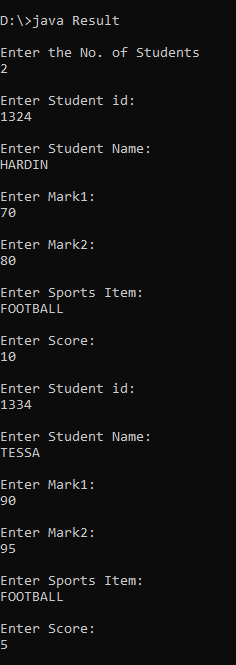 D:\>java Result
Enter the No. of Students
2
Enter Student id:
1324
Enter Student Name:
HARDIN
Enter Mark1:
70
Enter Mark2:
80
Enter Sports Item:
FOOTBALL
Enter Score:
10
Enter Student id:
1334
Enter Student Name:
TESSA
Enter Mark1:
90
Enter Mark2:
95
Enter Sports Item:
FOOTBALL
Enter Score:
5